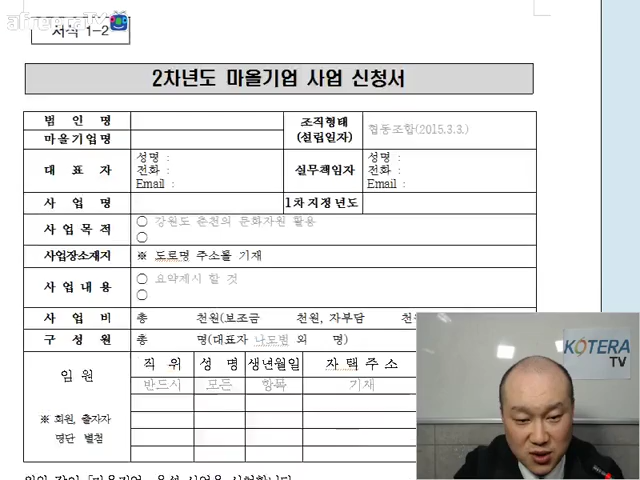 afreecaTV
서식 1-2
2차년도 마을기업 사업 신청서
법 인 명
마을기업명
조직형태
(설립일자)
협동조합(2015.3.3.)
대 표 자
성명 :
전화 :
Email :
실무책임자
성명 :
전화 :
Email :
사 업 명
1차 지정 년도
사 업 목 적
○ 강원도 춘천의 문화자원 활용
○
사업장소재지
※ 도로명 주소를 기재
사 업 내 용
○ 요약제시 할 것
○
사 업 비
총 천원(보조금 천원, 자부담 천원
구 성 원
총 명(대표자 나모범 외 명)
임 원
직 위 성 명 생년월일 자 택 주 소
반드시 모든 항목 기재
※ 회원, 출자자
명단 별첨
KOTERA
TV